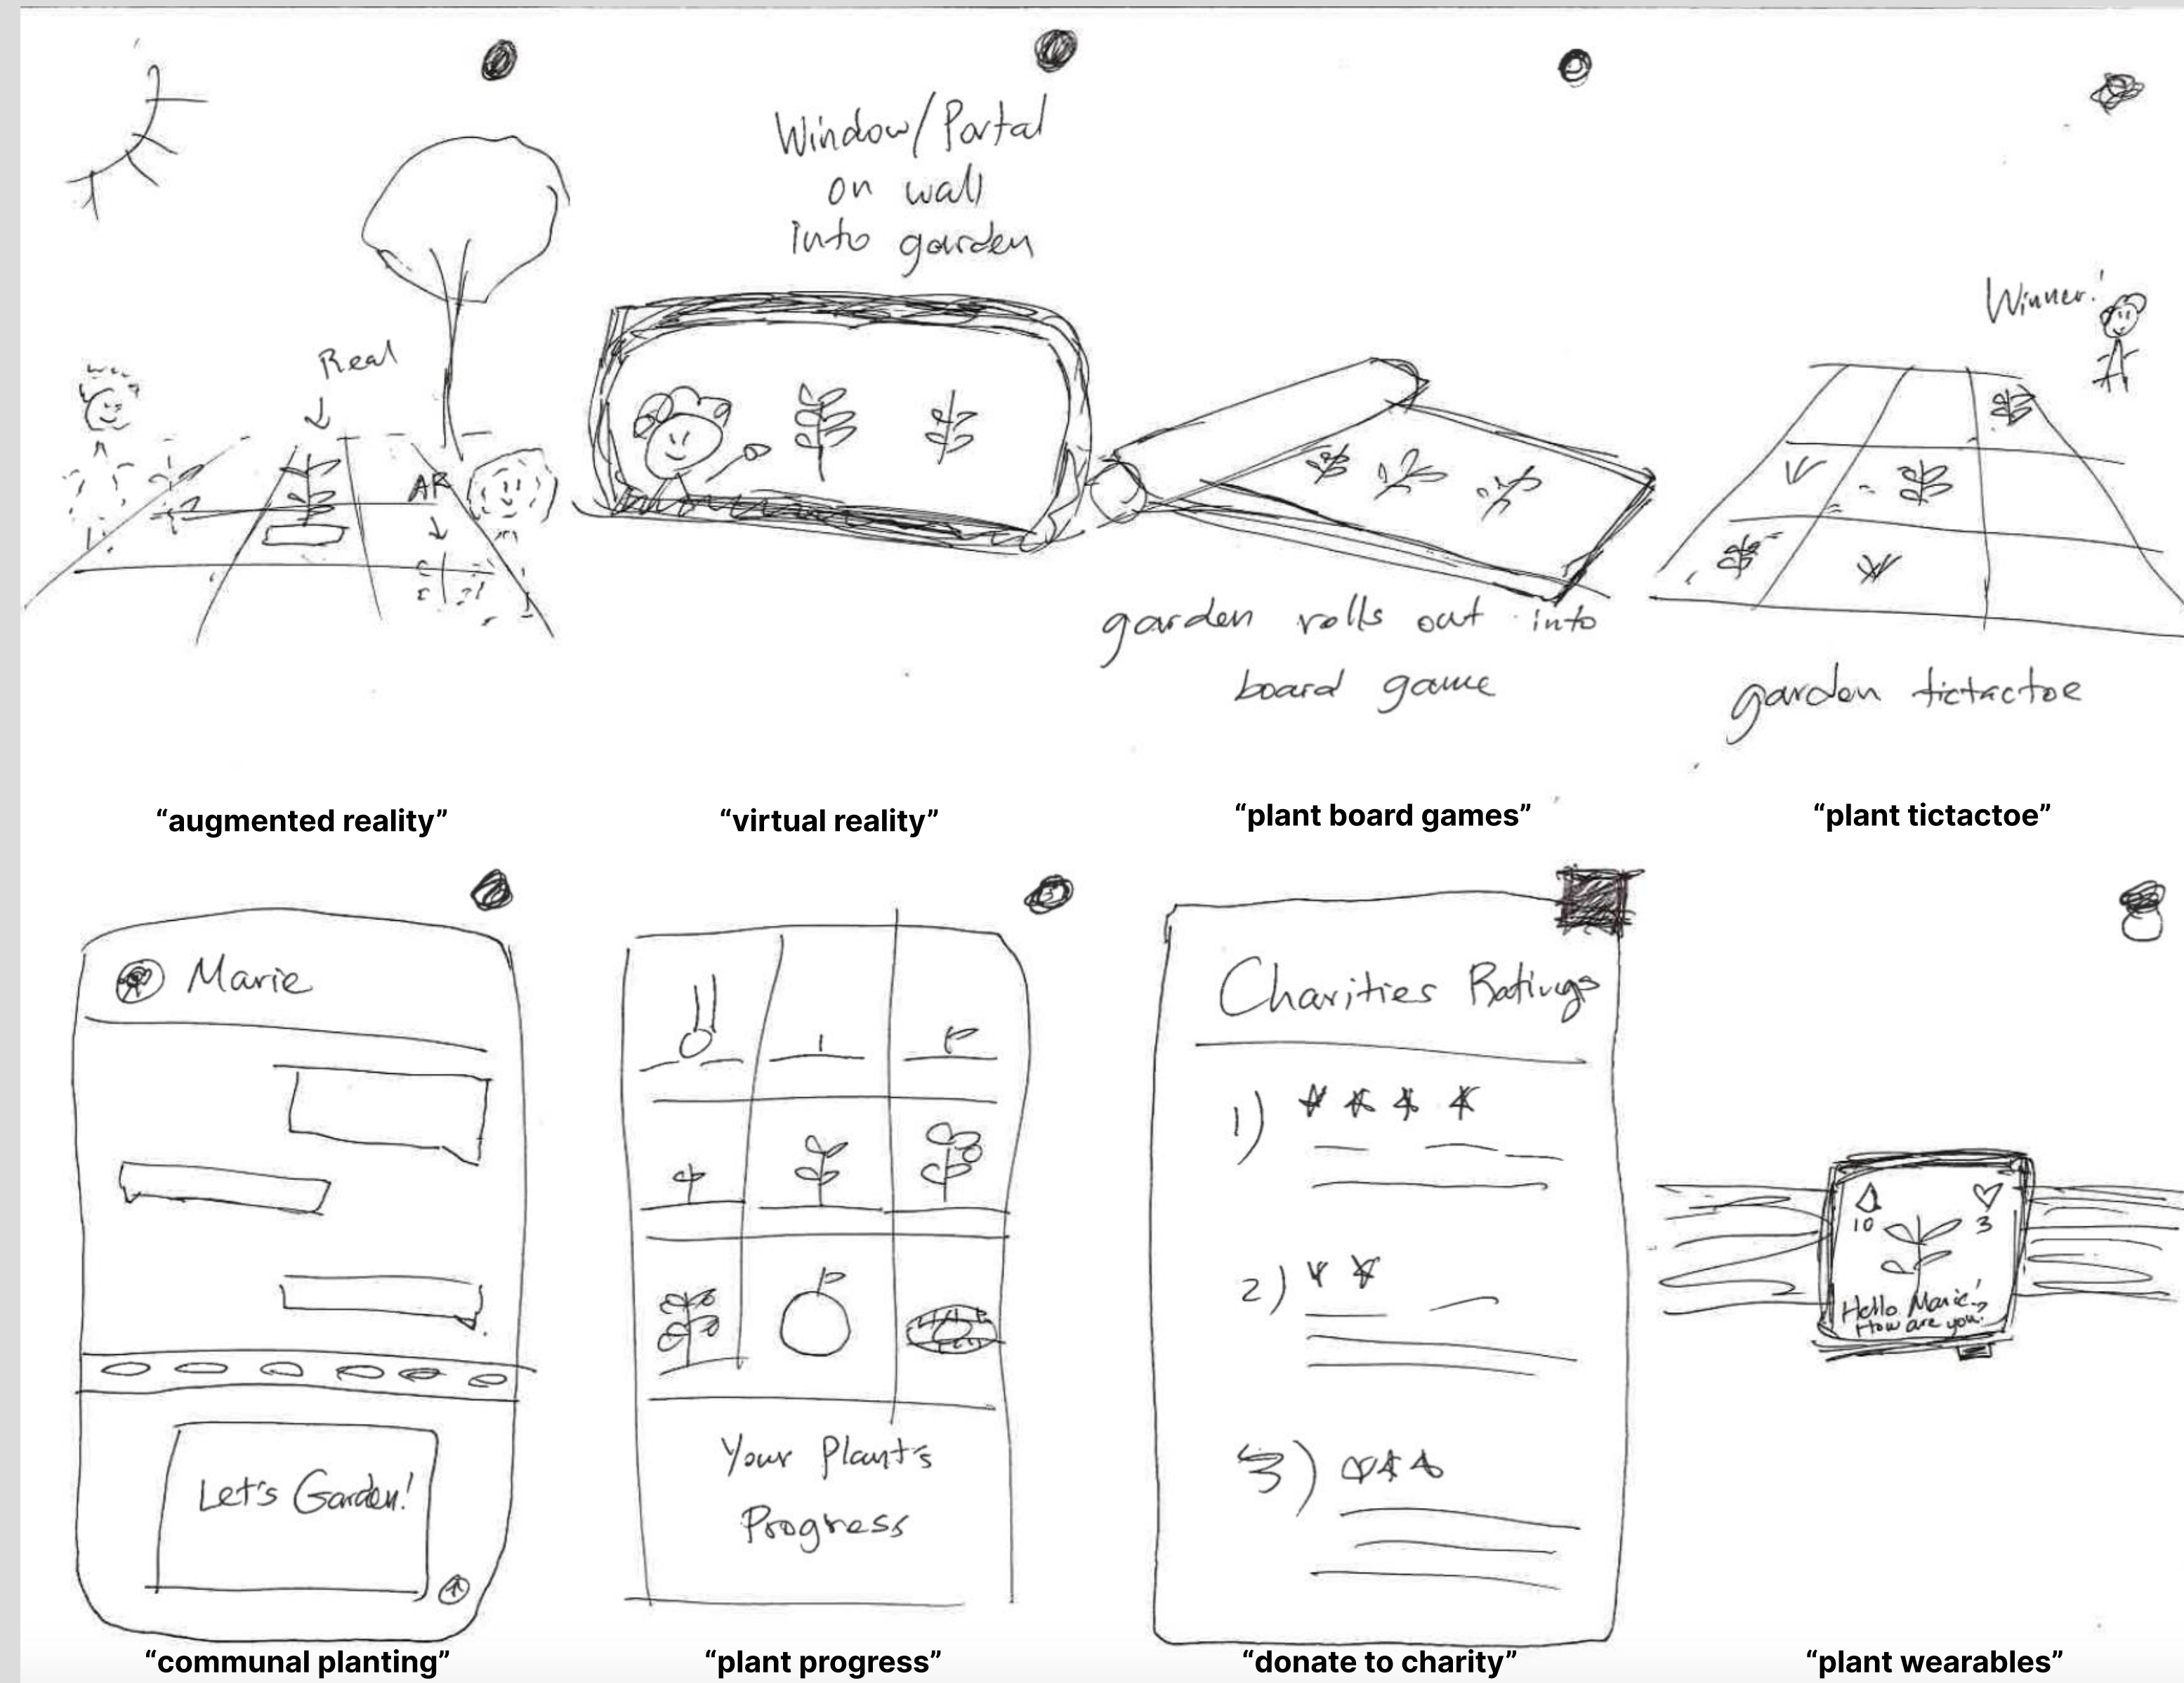 Real
AR
Window/Portal
on wall
into garden
garden rolls out into
board game
Winner!
garden tictactoe
“augmented reality”
“virtual reality”
“plant board games”
“plant tictactoe”
Marie
Let's Garden!
Your Plant's
Progress
Charities Ratings
1)
2)
3)
10
3
Hello Marie!
How are you?
“communal planting”
“plant progress”
“donate to charity”
“plant wearables”